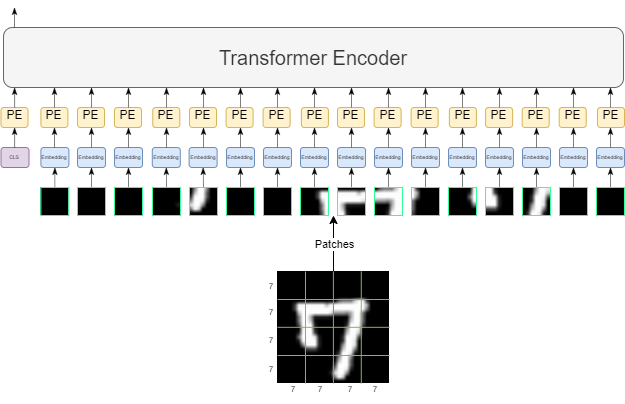 Transformer Encoder
PE PE PE PE PE PE PE PE PE PE PE PE PE PE PE PE PE
CLS Embedding Embedding Embedding Embedding Embedding Embedding Embedding Embedding Embedding Embedding Embedding Embedding Embedding Embedding Embedding Embedding
Patches
7
7
7
7
7 7 7 7